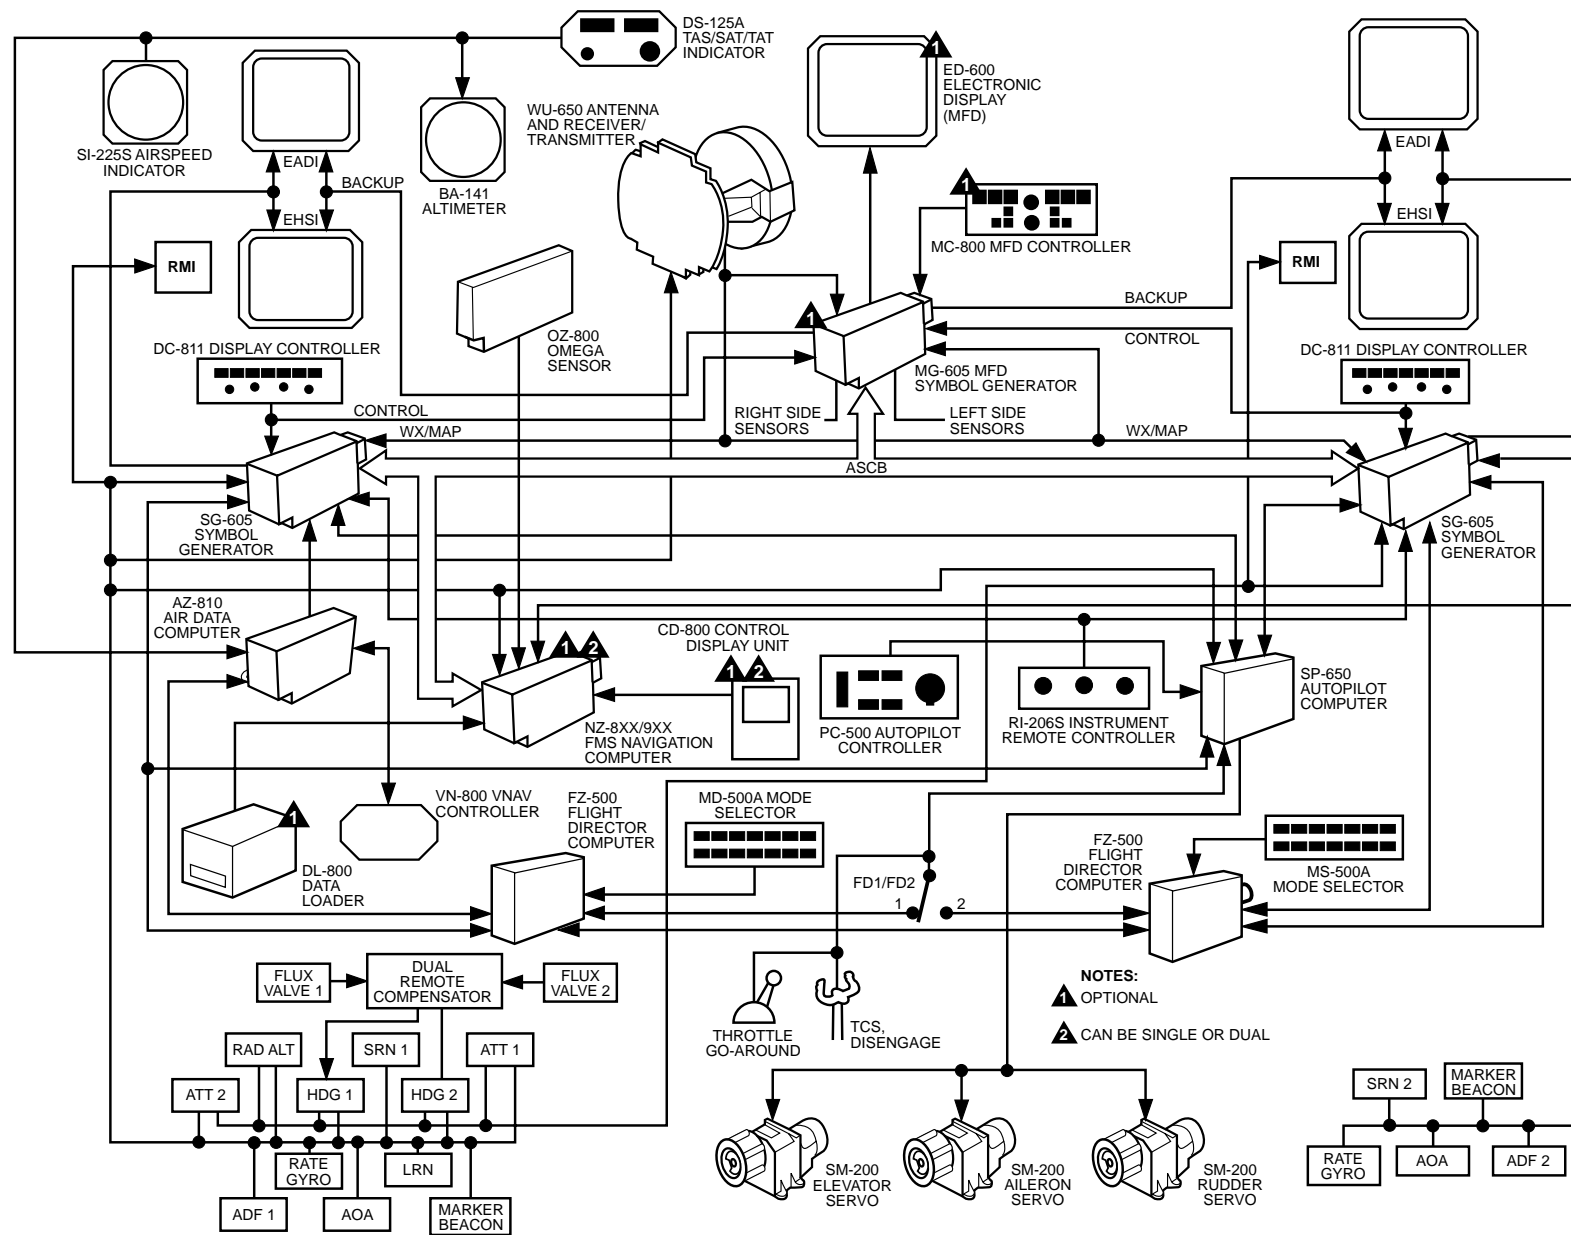 DS-125A
TAS/SAT/TAT
INDICATOR
1
ED-600
ELECTRONIC
DISPLAY
(MFD)
WU-650 ANTENNA
AND RECEIVER/
TRANSMITTER
SI-225S AIRSPEED
INDICATOR
EADI
BACKUP
EHSI
BA-141
ALTIMETER
EADI
EHSI
1
MC-800 MFD CONTROLLER
RMI
RMI
BACKUP
CONTROL
1
OZ-800
OMEGA
SENSOR
DC-811 DISPLAY CONTROLLER
DC-811 DISPLAY CONTROLLER
MG-605 MFD
SYMBOL GENERATOR
CONTROL
RIGHT SIDE
SENSORS
LEFT SIDE
SENSORS
WX/MAP
WX/MAP
ASCB
SG-605
SYMBOL
GENERATOR
SG-605
SYMBOL
GENERATOR
AZ-810
AIR DATA
COMPUTER
1
2
CD-800 CONTROL
DISPLAY UNIT
1
2
NZ-8XX/9XX
FMS NAVIGATION
COMPUTER
PC-500 AUTOPILOT
CONTROLLER
RI-206S INSTRUMENT
REMOTE CONTROLLER
SP-650
AUTOPILOT
COMPUTER
1
DL-800
DATA
LOADER
VN-800 VNAV
CONTROLLER
FZ-500
FLIGHT
DIRECTOR
COMPUTER
MD-500A MODE
SELECTOR
FD1/FD2
1
2
FZ-500
FLIGHT
DIRECTOR
COMPUTER
MS-500A
MODE SELECTOR
FLUX
VALVE 1
DUAL
REMOTE
COMPENSATOR
FLUX
VALVE 2
THROTTLE
GO-AROUND
TCS,
DISENGAGE
NOTES:
1 OPTIONAL
2 CAN BE SINGLE OR DUAL
RAD ALT
SRN 1
ATT 1
ATT 2
HDG 1
HDG 2
RATE
GYRO
LRN
ADF 1
AOA
MARKER
BEACON
SM-200
ELEVATOR
SERVO
SM-200
AILERON
SERVO
SM-200
RUDDER
SERVO
SRN 2
MARKER
BEACON
RATE
GYRO
AOA
ADF 2